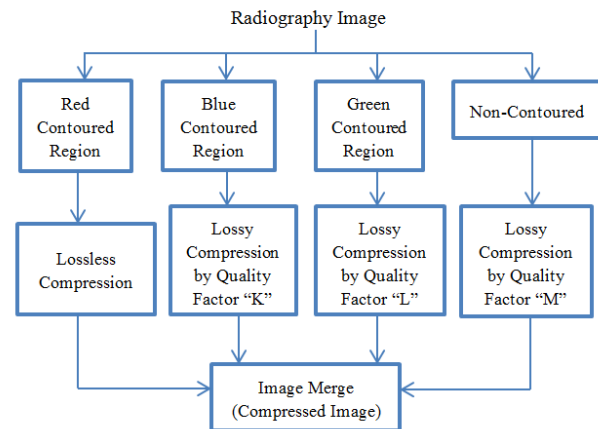 Radiography Image
Red
Contoured
Region
Blue
Contoured
Region
Green
Contoured
Region
Non-Contoured
Lossless
Compression
Lossy
Compression
by Quality
Factor “K”
Lossy
Compression
by Quality
Factor “L”
Lossy
Compression
by Quality
Factor “M”
Image Merge
(Compressed Image)